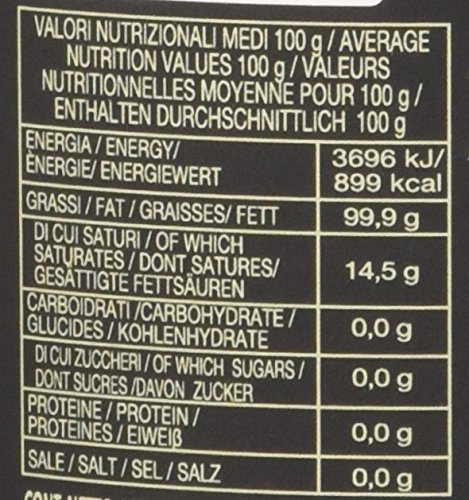 VALORI NUTRIZIONALI MEDI 100 g / AVERAGE
NUTRITION VALUES 100 g / VALEURS
NUTRITIONNELLES MOYENNE POUR 100 g /
ENTHALTEN DURCHSCHNITTLICH 100 g
ENERGIA / ENERGY/
ÉNERGIE/ ENERGIEWERT
3696 kJ/
899 kcal
GRASSI / FAT / GRAISSES/ FETT
99,9 g
DI CUI SATURI / OF WHICH
SATURATES / DONT SATURES/
GESÄTTIGTE FETTSÄUREN
14,5 g
CARBOIDRATI /CARBOHYDRATE /
GLUCIDES / KOHLENHYDRATE
0,0 g
DI CUI ZUCCHERI / OF WHICH SUGARS /
DONT SUCRES /DAVON ZUCKER
0,0 g
PROTEINE / PROTEIN /
PROTEINES / EIWEIß
0,0 g
SALE / SALT / SEL / SALZ
0,0 g